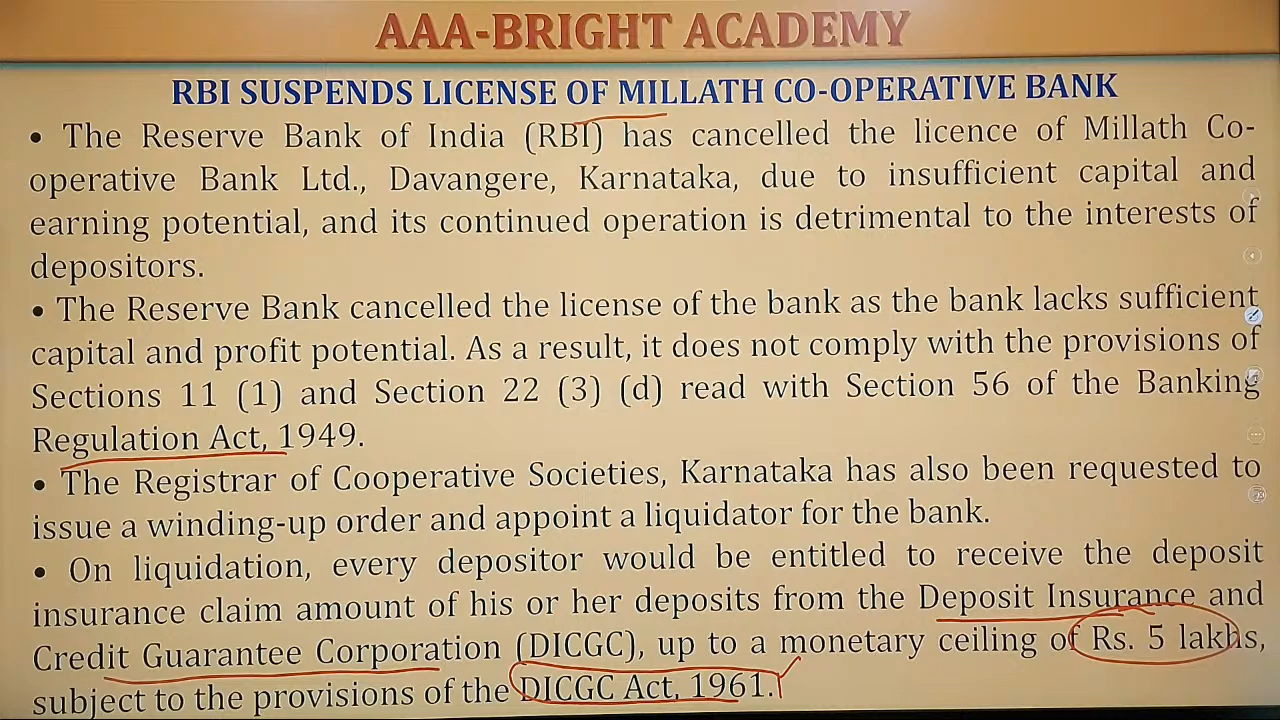 AAA-BRIGHT ACADEMY
RBI SUSPENDS LICENSE OF MILLATH CO-OPERATIVE BANK
• The Reserve Bank of India (RBI) has cancelled the licence of Millath Co-
operative Bank Ltd., Davangere, Karnataka, due to insufficient capital and
earning potential, and its continued operation is detrimental to the interests of
depositors.
• The Reserve Bank cancelled the license of the bank as the bank lacks sufficient
capital and profit potential. As a result, it does not comply with the provisions of
Sections 11 (1) and Section 22 (3) (d) read with Section 56 of the Banking
Regulation Act, 1949.
• The Registrar of Cooperative Societies, Karnataka has also been requested to
issue a winding-up order and appoint a liquidator for the bank.
• On liquidation, every depositor would be entitled to receive the deposit
insurance claim amount of his or her deposits from the Deposit Insurance and
Credit Guarantee Corporation (DICGC), up to a monetary ceiling of Rs. 5 lakhs,
subject to the provisions of the DICGC Act, 1961.